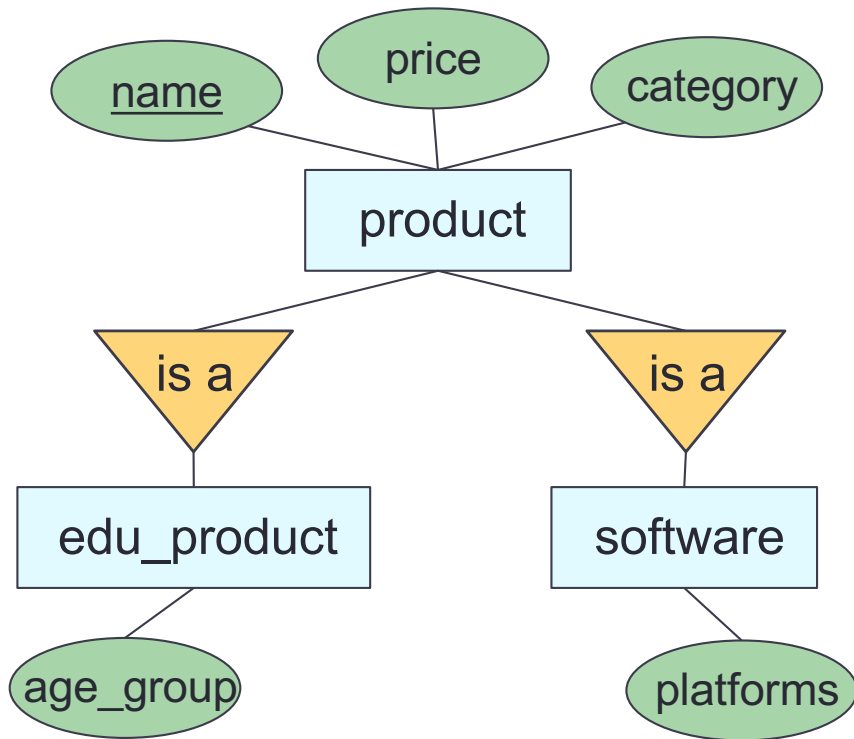 name
price
category
product
is a
is a
edu_product
software
age_group
platforms